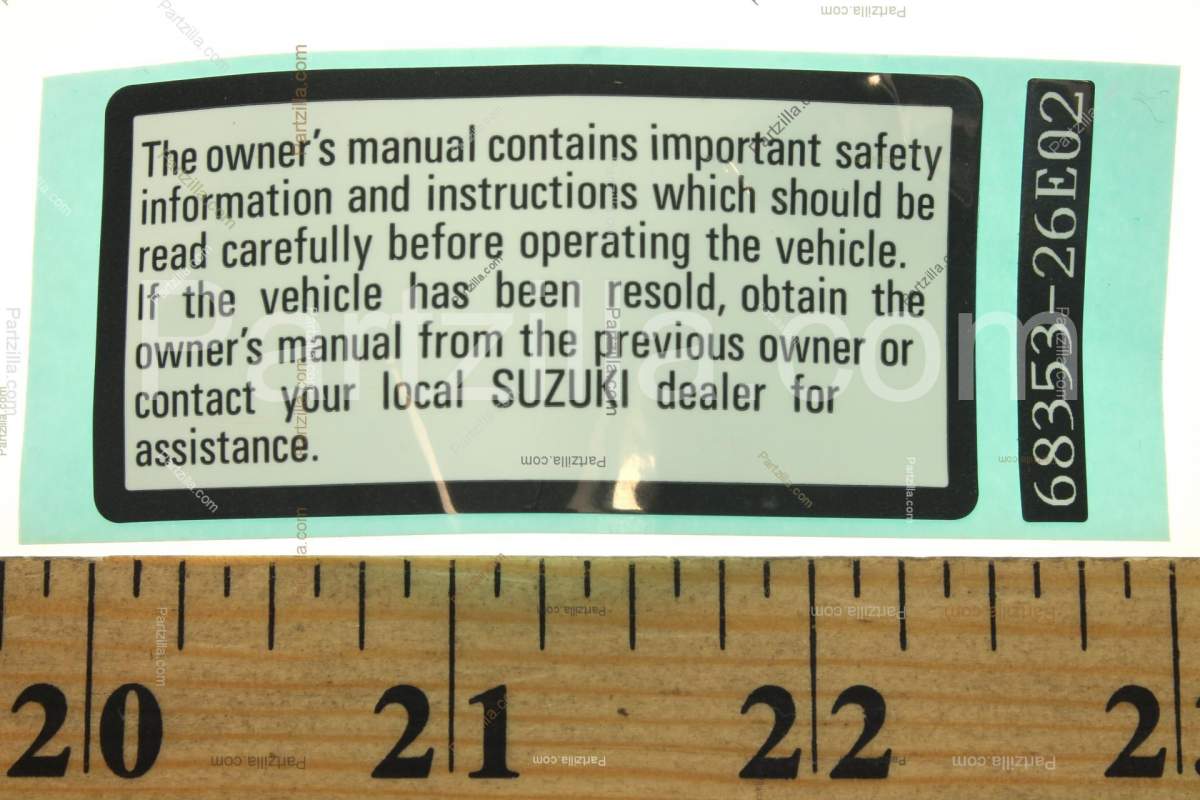 The owner's manual contains important safety
information and instructions which should be
read carefully before operating the vehicle.
If the vehicle has been resold, obtain the
owner's manual from the previous owner or
contact your local SUZUKI dealer for
assistance.
68353-26E02
Partzilla.com
20 21 22 2